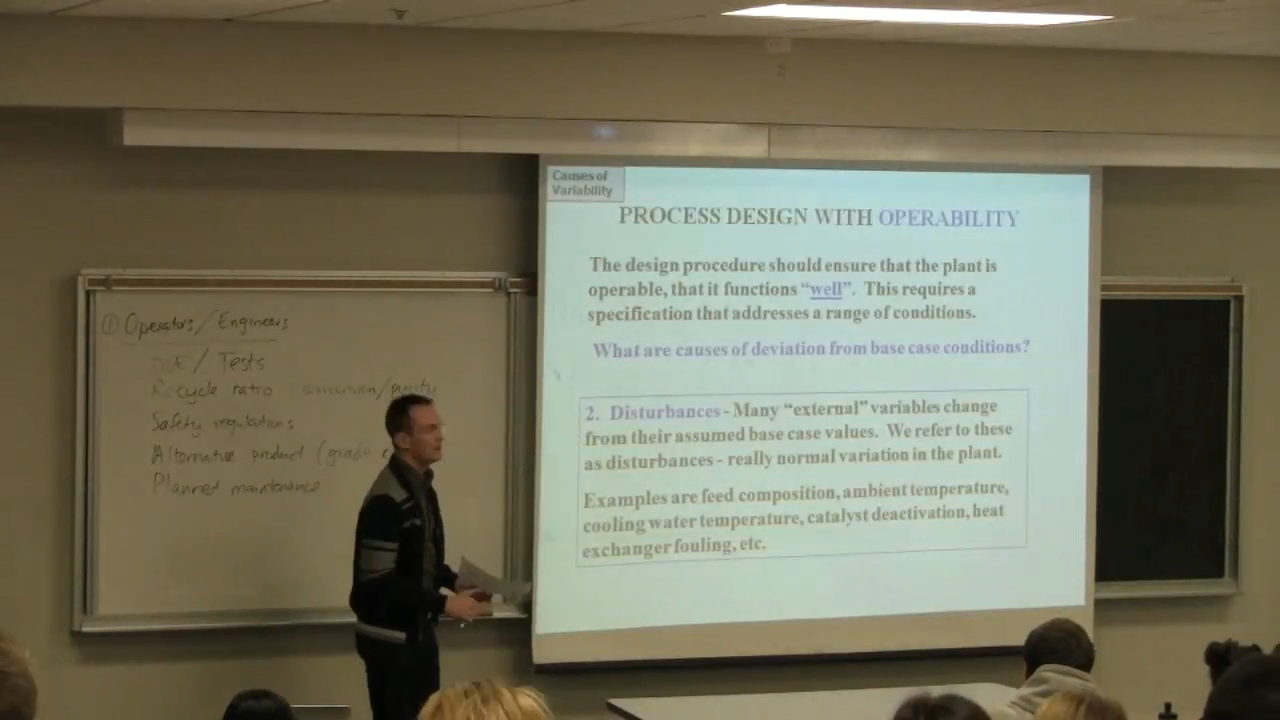 ① Operators/Engineers
DoE / Tests
Recycle ratio conversion/purity
Safety regulations
Alternative product (grade c
Planned maintenance
Causes of
Variability
PROCESS DESIGN WITH OPERABILITY
The design procedure should ensure that the plant is
operable, that it functions “well”. This requires a
specification that addresses a range of conditions.
What are causes of deviation from base case conditions?
2. Disturbances - Many “external” variables change
from their assumed base case values. We refer to these
as disturbances - really normal variation in the plant.
Examples are feed composition, ambient temperature,
cooling water temperature, catalyst deactivation, heat
exchanger fouling, etc.